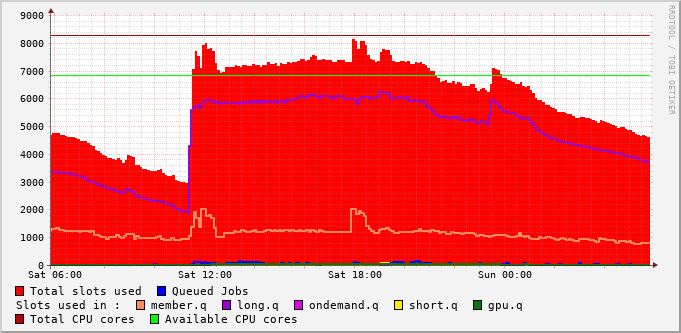 9000
8000
7000
6000
5000
4000
3000
2000
1000
0
Sat 06:00 Sat 12:00 Sat 18:00 Sun 00:00
Total slots used Queued Jobs
Slots used in : member.q long.q ondemand.q short.q gpu.q
Total CPU cores Available CPU cores
RRDTOOL / TOBI OETIKER